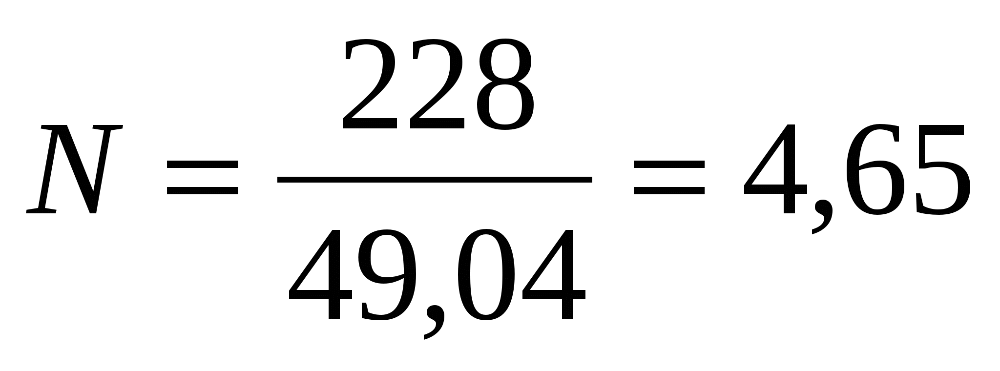 N = 228 / 49,04 = 4,65